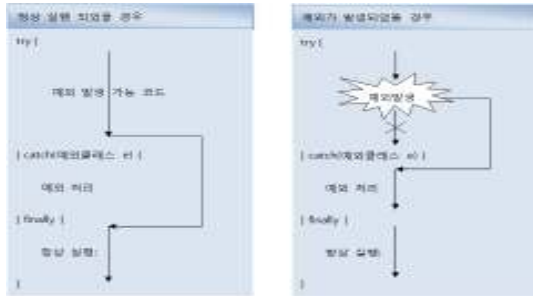 정상 실행 되었을 경우
try {
예외 발생 가능 코드
} catch(예외클래스 e) {
예외 처리
} finally {
항상 실행;
}
예외가 발생되었을 경우
try {
예외발생
} catch(예외클래스 e) {
예외 처리
} finally {
항상 실행;
}